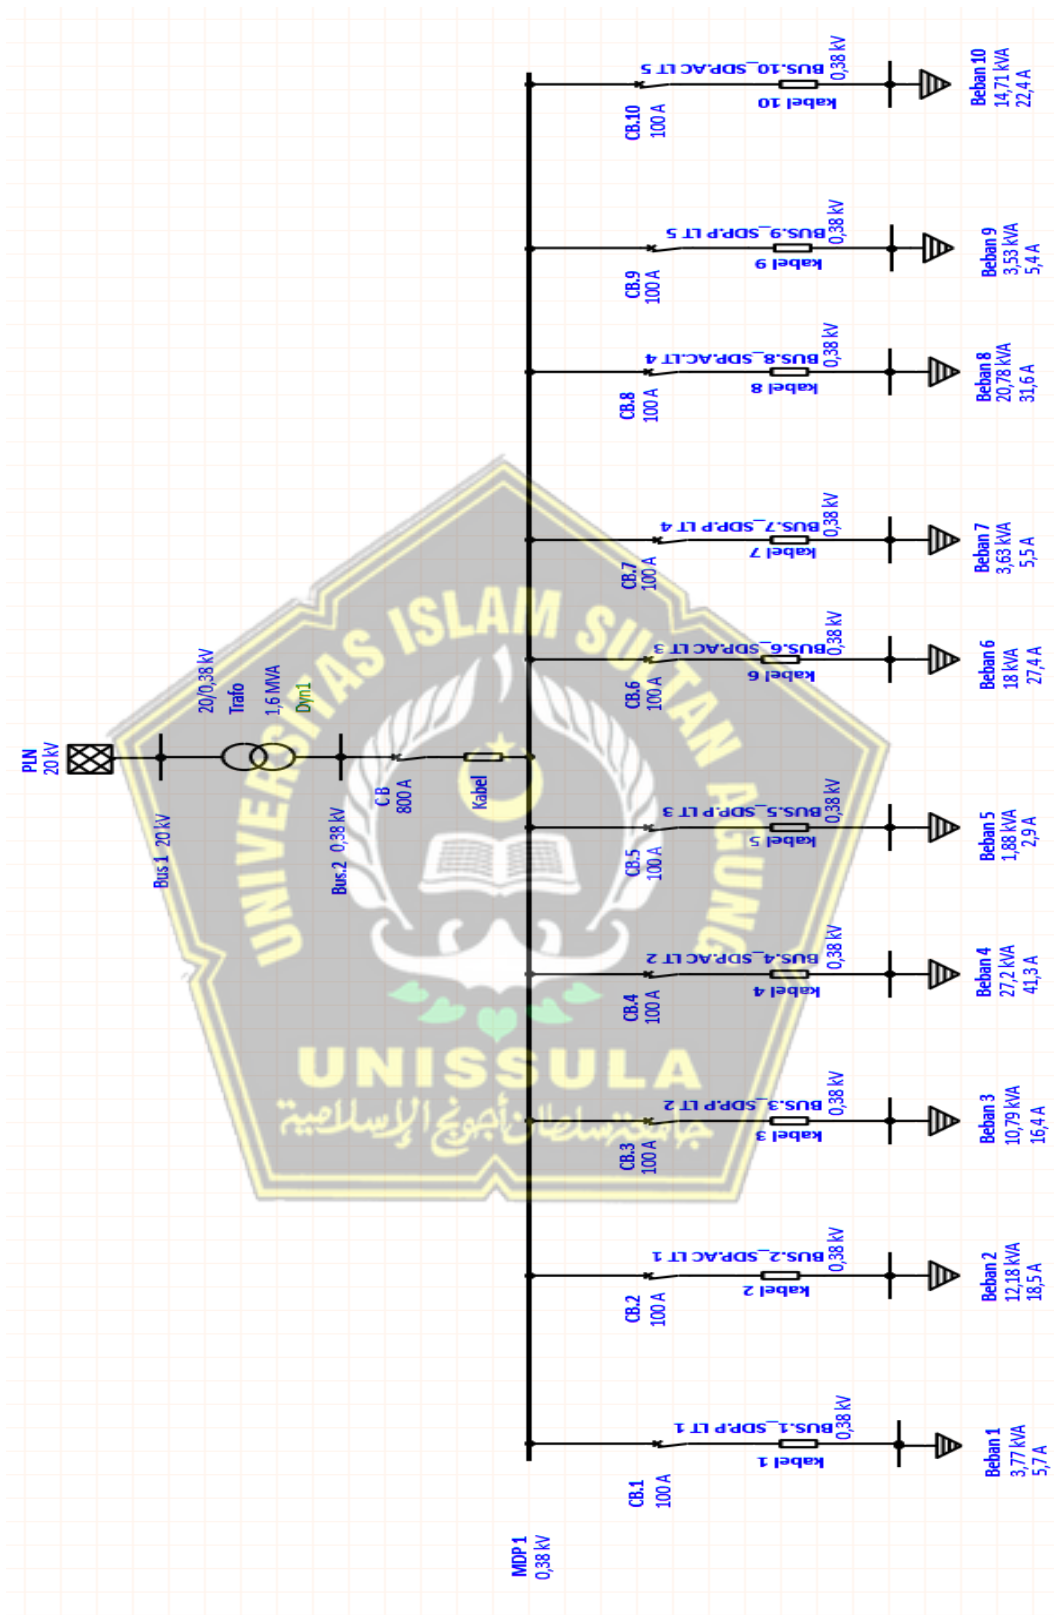 PLN
20 kV
Bus1 20 kV
20/0,38 kV
Trafo
1,6 MVA
Dyn1
Bus.2 0,38 kV
CB
800 A
Kabel
MDP 1
0,38 kV
CB.1
100 A
kabel 1
BUS.1_SDP.P LT 1
0,38 kV
Beban 1
3,77 kVA
5,7 A
CB.2
100 A
kabel 2
BUS.2_SDP.AC LT 1
0,38 kV
Beban 2
12,18 kVA
18,5 A
CB.3
100 A
kabel 3
BUS.3_SDP.P LT 2
0,38 kV
Beban 3
10,79 kVA
16,4 A
CB.4
100 A
kabel 4
BUS.4_SDP.AC LT 2
0,38 kV
Beban 4
27,2 kVA
41,3 A
CB.5
100 A
kabel 5
BUS.5_SDP.P LT 3
0,38 kV
Beban 5
1,88 kVA
2,9 A
CB.6
100 A
kabel 6
BUS.6_SDP.AC LT 3
0,38 kV
Beban 6
18 kVA
27,4 A
CB.7
100 A
kabel 7
BUS.7_SDP.P LT 4
0,38 kV
Beban 7
3,63 kVA
5,5 A
CB.8
100 A
kabel 8
BUS.8_SDP.AC.LT 4
0,38 kV
Beban 8
20,78 kVA
31,6 A
CB.9
100 A
kabel 9
BUS.9_SDP.P LT 5
0,38 kV
Beban 9
3,53 kVA
5,4 A
CB.10
100 A
kabel 10
BUS.10_SDP.AC LT 5
0,38 kV
Beban 10
14,71 kVA
22,4 A
UNIVERSITAS ISLAM SULTAN AGUNG
UNISSULA
جامعة سلطان أجونج الإسلامية